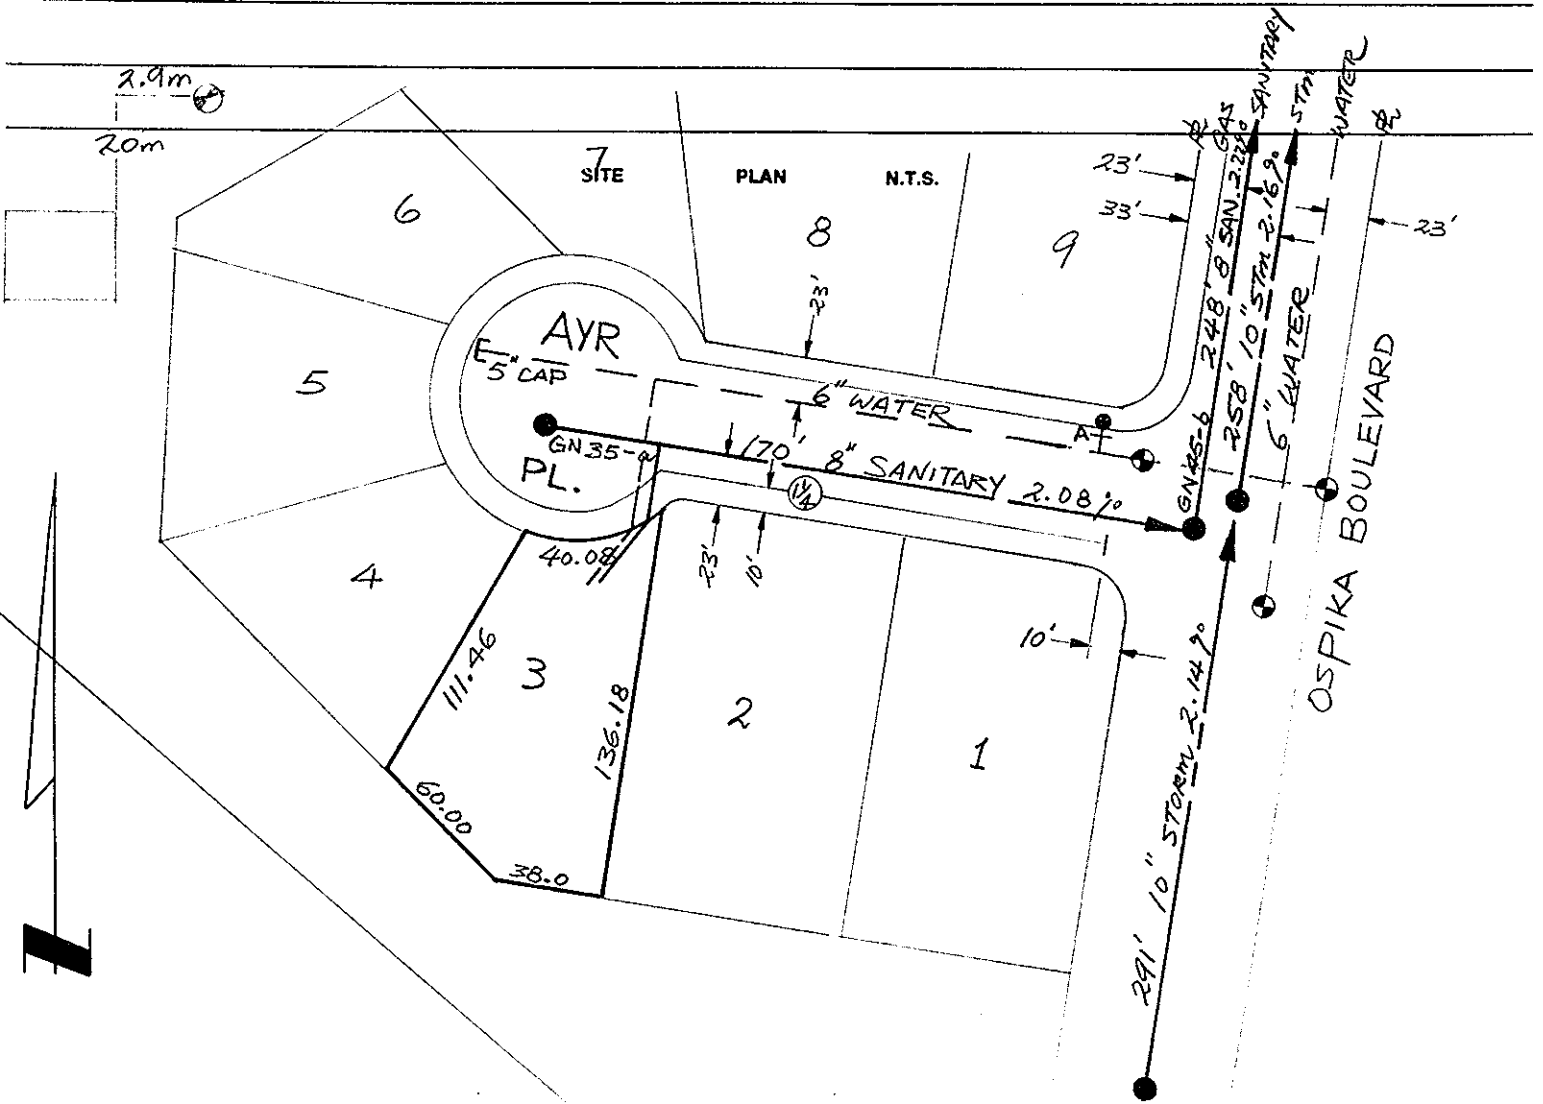 2.9m
20m
7
SITE PLAN N.T.S.
6
8
9
5
4
3
2
1
23'
23'
33'
23'
GAS
SANITARY
STM
WATER
AYR
PL.
5" CAP
GN35-a
6" WATER
170' 8" SANITARY 2.08%
1¼
A
GN45-b 248' 8" SAN. 2.22%
258' 10" STM 2.16%
6" WATER
OSPIKA BOULEVARD
23'
10'
10'
40.08
111.46
136.18
60.00
38.0
291' 10" STORM 2.14%